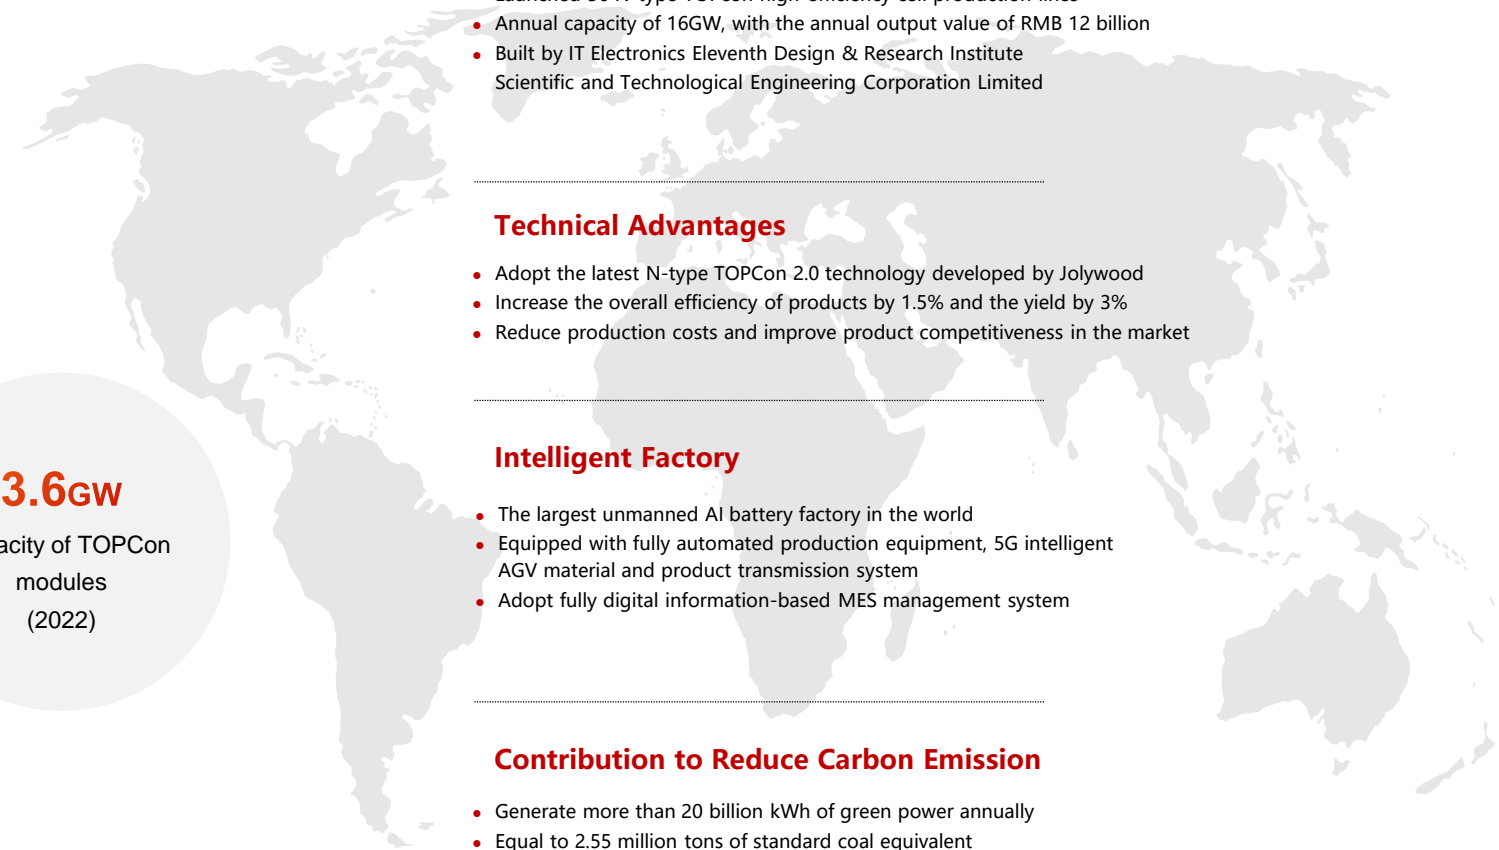 Annual capacity of 16GW, with the annual output value of RMB 12 billion
Built by IT Electronics Eleventh Design & Research Institute
Scientific and Technological Engineering Corporation Limited
Technical Advantages
Adopt the latest N-type TOPCon 2.0 technology developed by Jolywood
Increase the overall efficiency of products by 1.5% and the yield by 3%
Reduce production costs and improve product competitiveness in the market
Intelligent Factory
The largest unmanned AI battery factory in the world
Equipped with fully automated production equipment, 5G intelligent
AGV material and product transmission system
Adopt fully digital information-based MES management system
3.6GW
acity of TOPCon
modules
(2022)
Contribution to Reduce Carbon Emission
Generate more than 20 billion kWh of green power annually
Equal to 2.55 million tons of standard coal equivalent